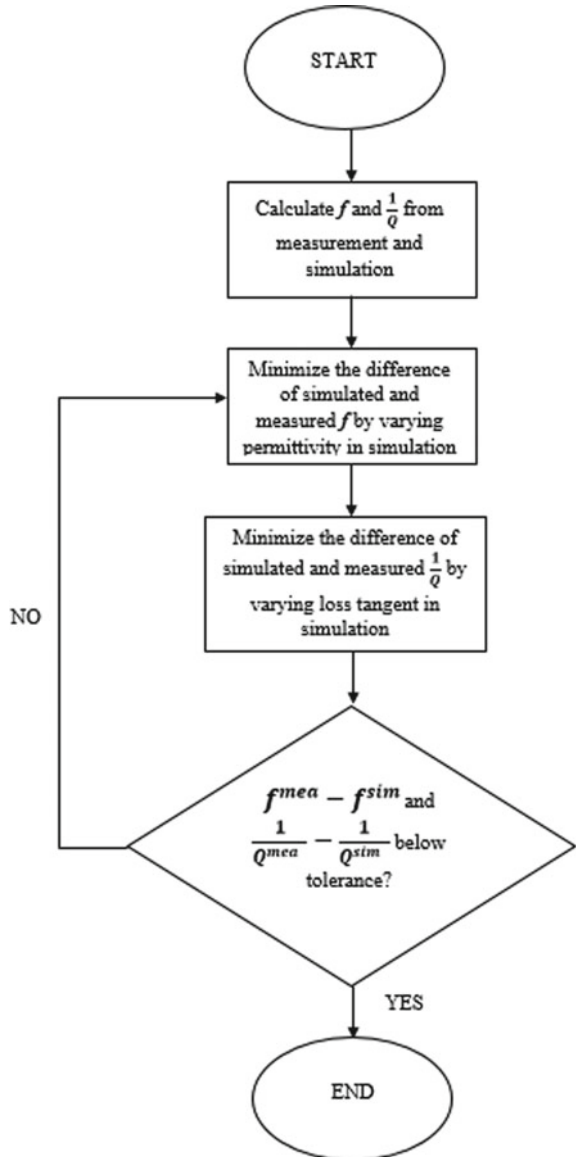 START
Calculate f and 1/Q from
measurement and
simulation
Minimize the difference
of simulated and
measured f by varying
permittivity in simulation
Minimize the difference of
simulated and measured 1/Q by
varying loss tangent in
simulation
NO
f^mea − f^sim and
1/Q^mea − 1/Q^sim below
tolerance?
YES
END